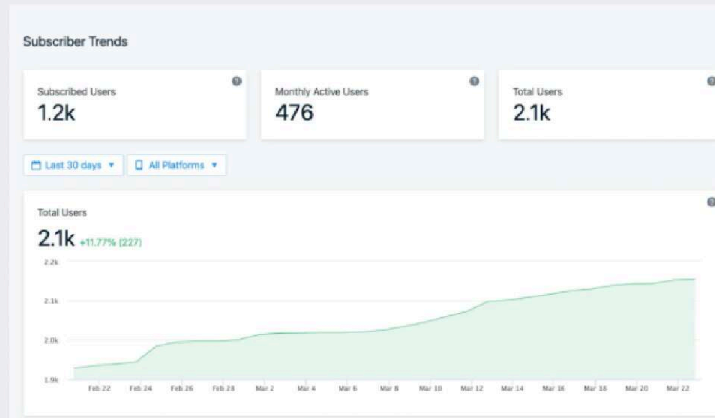 Subscriber Trends
Subscribed Users
1.2k
Monthly Active Users
476
Total Users
2.1k
Last 30 days
All Platforms
Total Users
2.1k +11.77% (227)
2.2k
2.1k
2.0k
1.9k
Feb 22 Feb 24 Feb 26 Feb 28 Mar 2 Mar 4 Mar 6 Mar 8 Mar 10 Mar 12 Mar 14 Mar 16 Mar 18 Mar 20 Mar 22